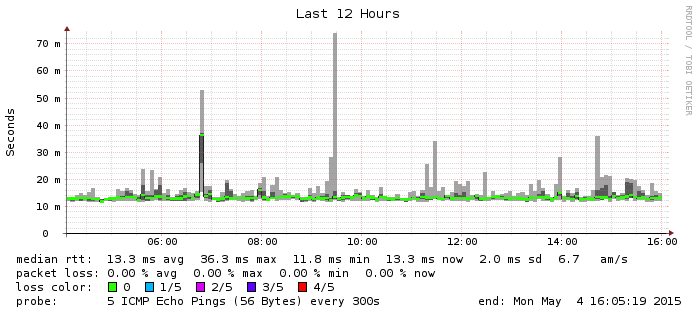 Last 12 Hours
RRDTOOL / TOBI OETIKER
Seconds
70 m
60 m
50 m
40 m
30 m
20 m
10 m
0
06:00 08:00 10:00 12:00 14:00 16:00
median rtt: 13.3 ms avg 36.3 ms max 11.8 ms min 13.3 ms now 2.0 ms sd 6.7 am/s
packet loss: 0.00 % avg 0.00 % max 0.00 % min 0.00 % now
loss color: 0 1/5 2/5 3/5 4/5
probe: 5 ICMP Echo Pings (56 Bytes) every 300s end: Mon May 4 16:05:19 2015